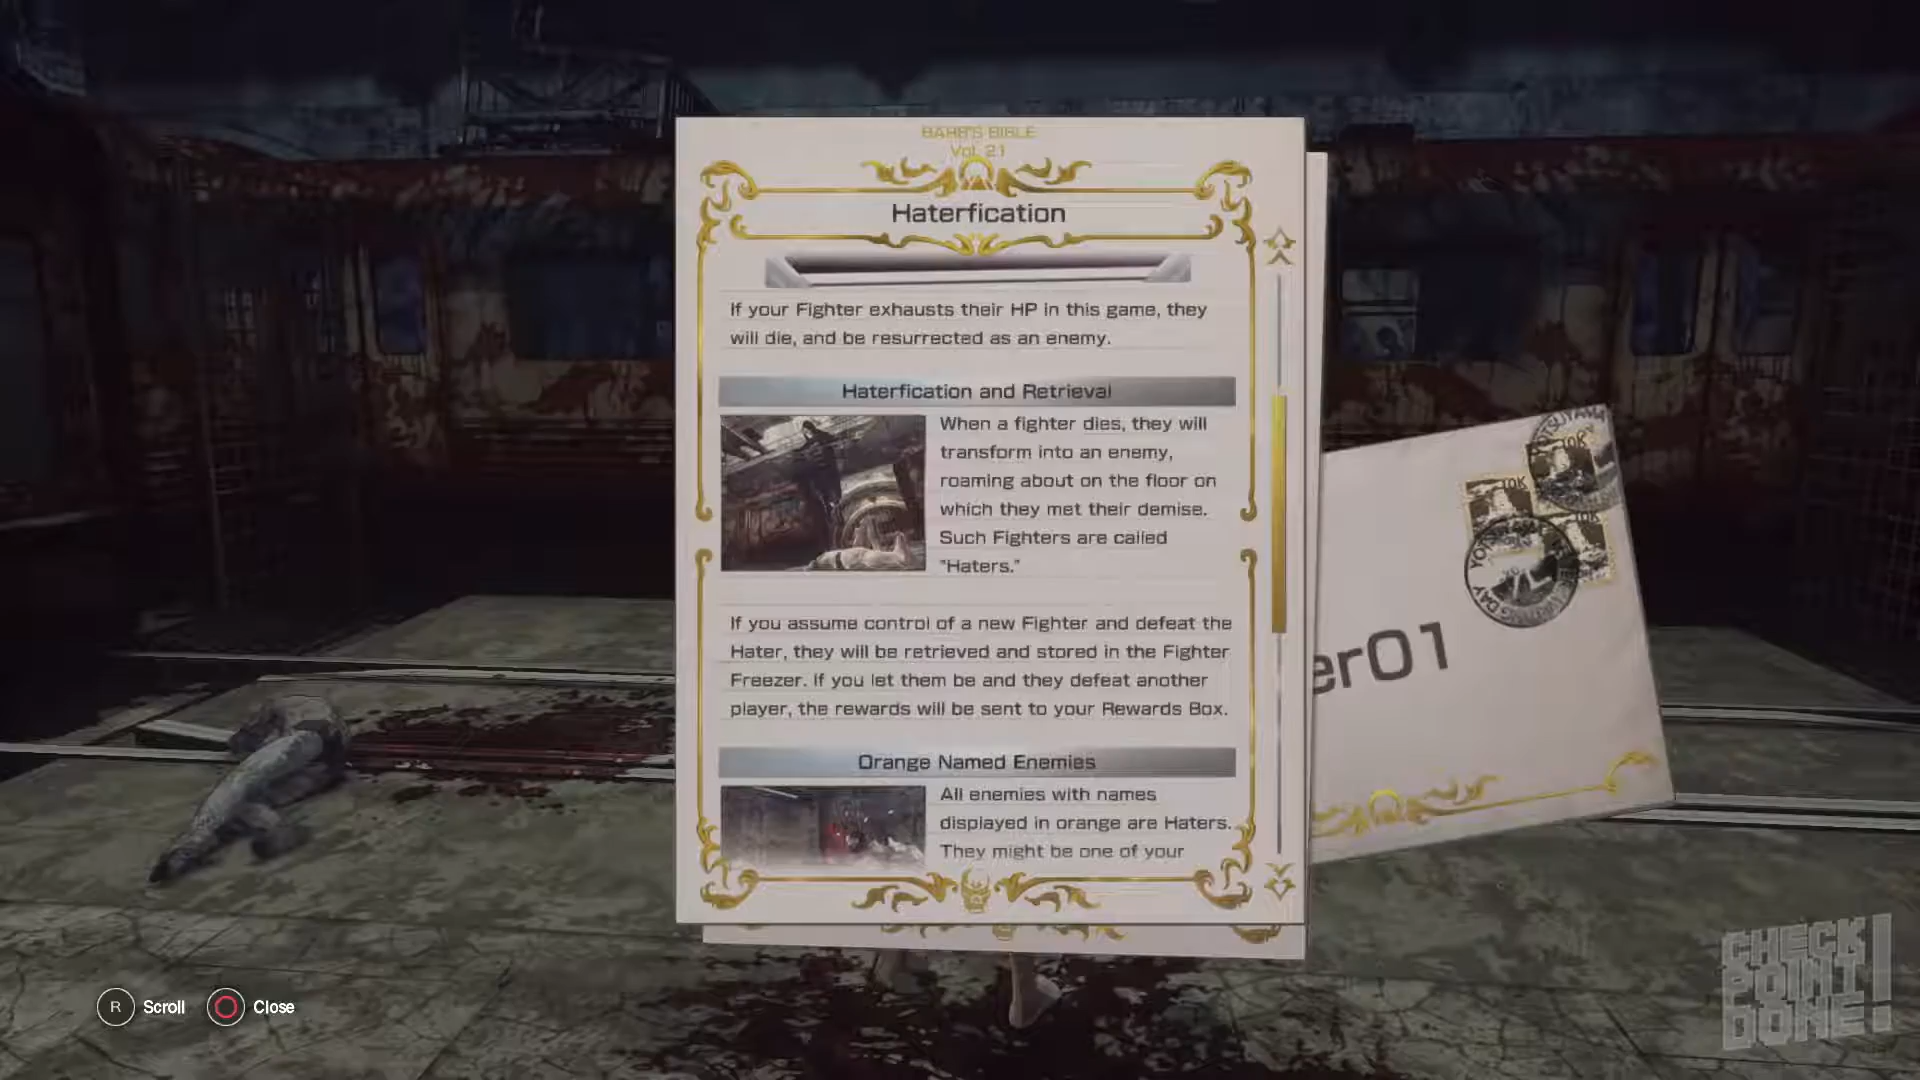 BARB'S BIBLE
Vol. 21
Haterfication
If your Fighter exhausts their HP in this game, they
will die, and be resurrected as an enemy.
Haterfication and Retrieval
When a fighter dies, they will
transform into an enemy,
roaming about on the floor on
which they met their demise.
Such Fighters are called
"Haters."
If you assume control of a new Fighter and defeat the
Hater, they will be retrieved and stored in the Fighter
Freezer. If you let them be and they defeat another
player, the rewards will be sent to your Rewards Box.
Orange Named Enemies
All enemies with names
displayed in orange are Haters.
They might be one of your
er01
10K
10K
10K
R Scroll
Close
CHECK
POINT
DONE!